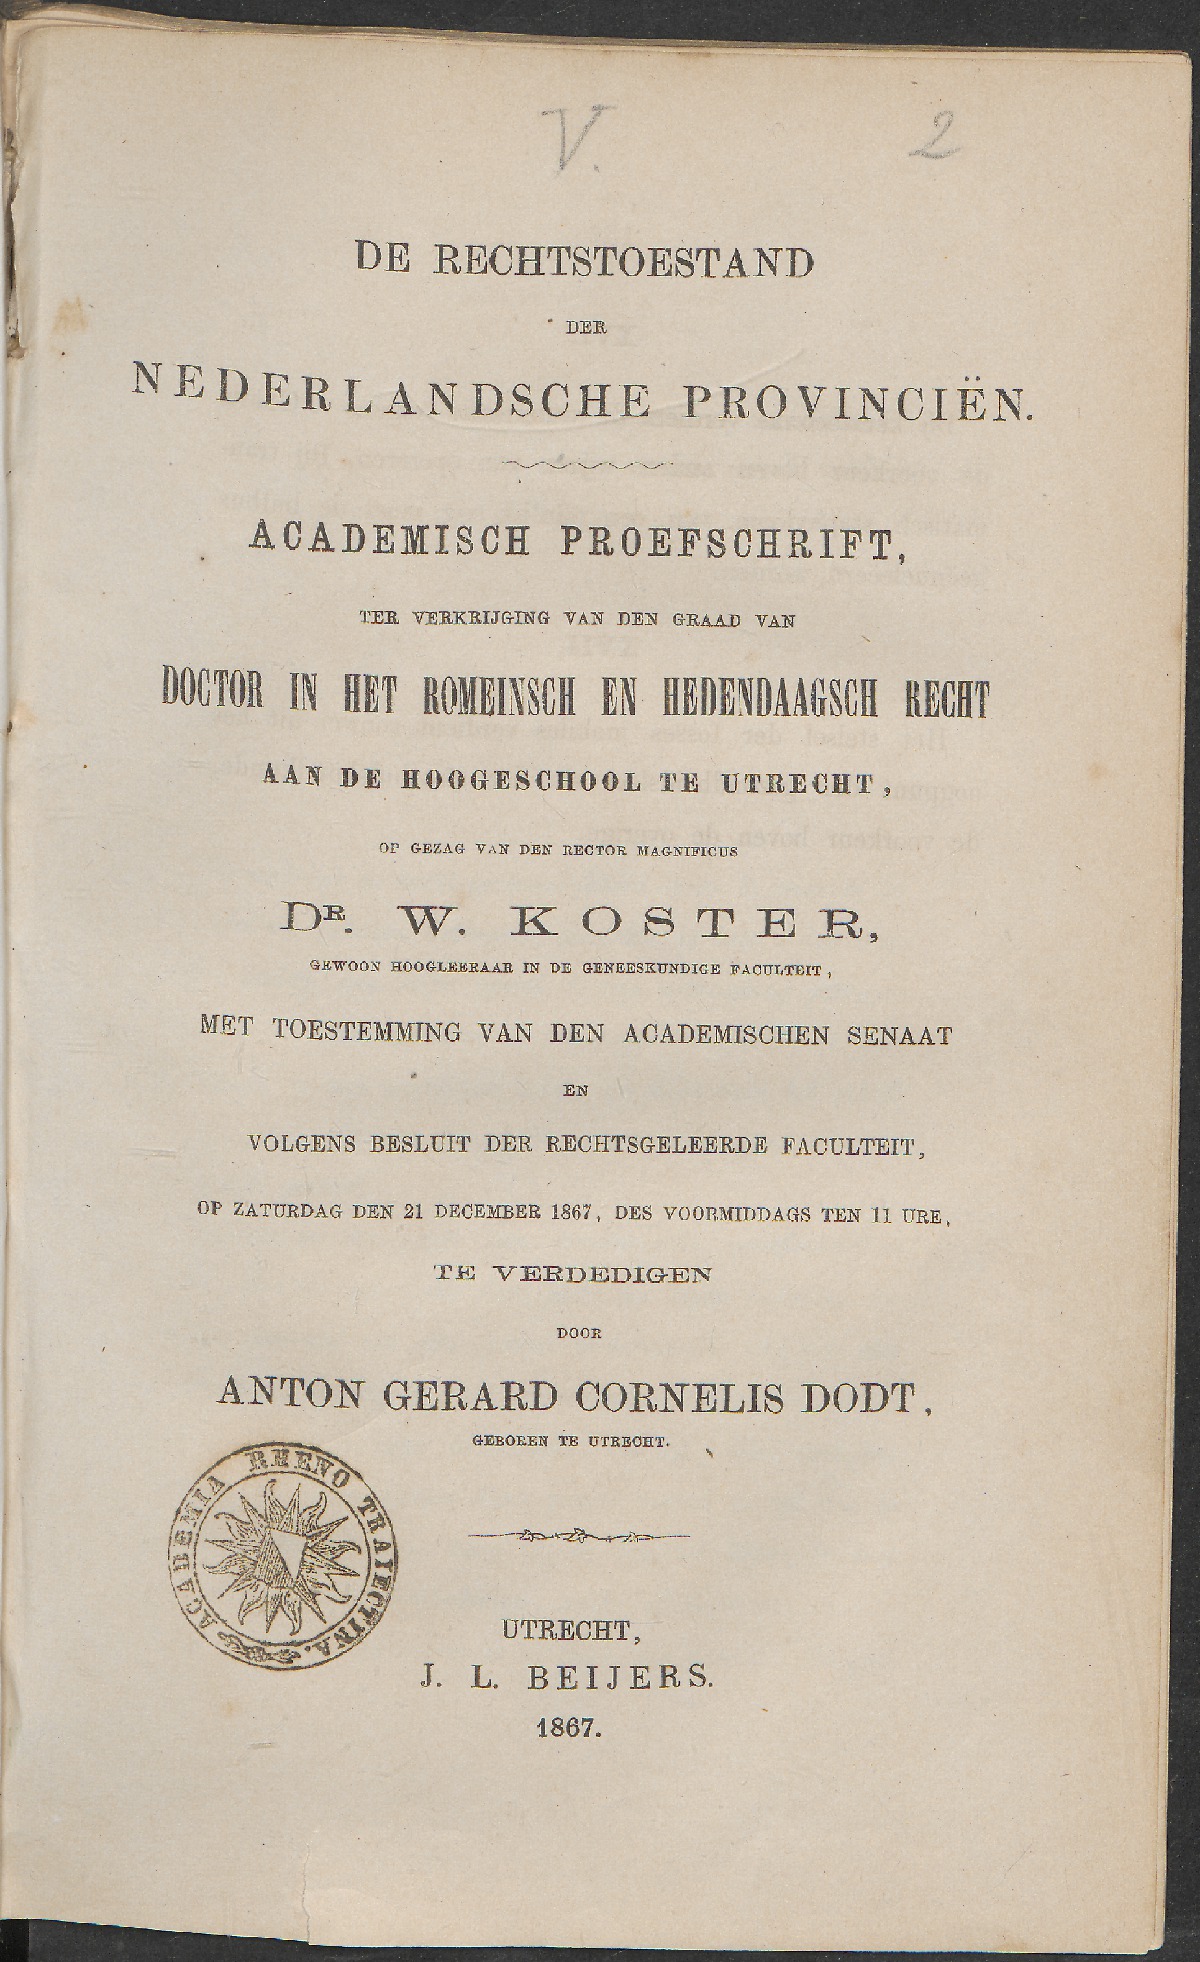 V. 2
DE RECHTSTOESTAND
DER
NEDERLANDSCHE PROVINCIËN.
ACADEMISCH PROEFSCHRIFT,
TER VERKRIJGING VAN DEN GRAAD VAN
DOCTOR IN HET ROMEINSCH EN HEDENDAAGSCH RECHT
AAN DE HOOGESCHOOL TE UTRECHT,
OP GEZAG VAN DEN RECTOR MAGNIFICUS
DR. W. KOSTER,
GEWOON HOOGLEERAAR IN DE GENEESKUNDIGE FACULTEIT,
MET TOESTEMMING VAN DEN ACADEMISCHEN SENAAT
EN
VOLGENS BESLUIT DER RECHTSGELEERDE FACULTEIT,
OP ZATURDAG DEN 21 DECEMBER 1867, DES VOORMIDDAGS TEN 11 URE,
TE VERDEDIGEN
DOOR
ANTON GERARD CORNELIS DODT,
GEBOREN TE UTRECHT.
ACADEMIA RHENO TRAIECTINA.
UTRECHT,
J. L. BEIJERS.
1867.